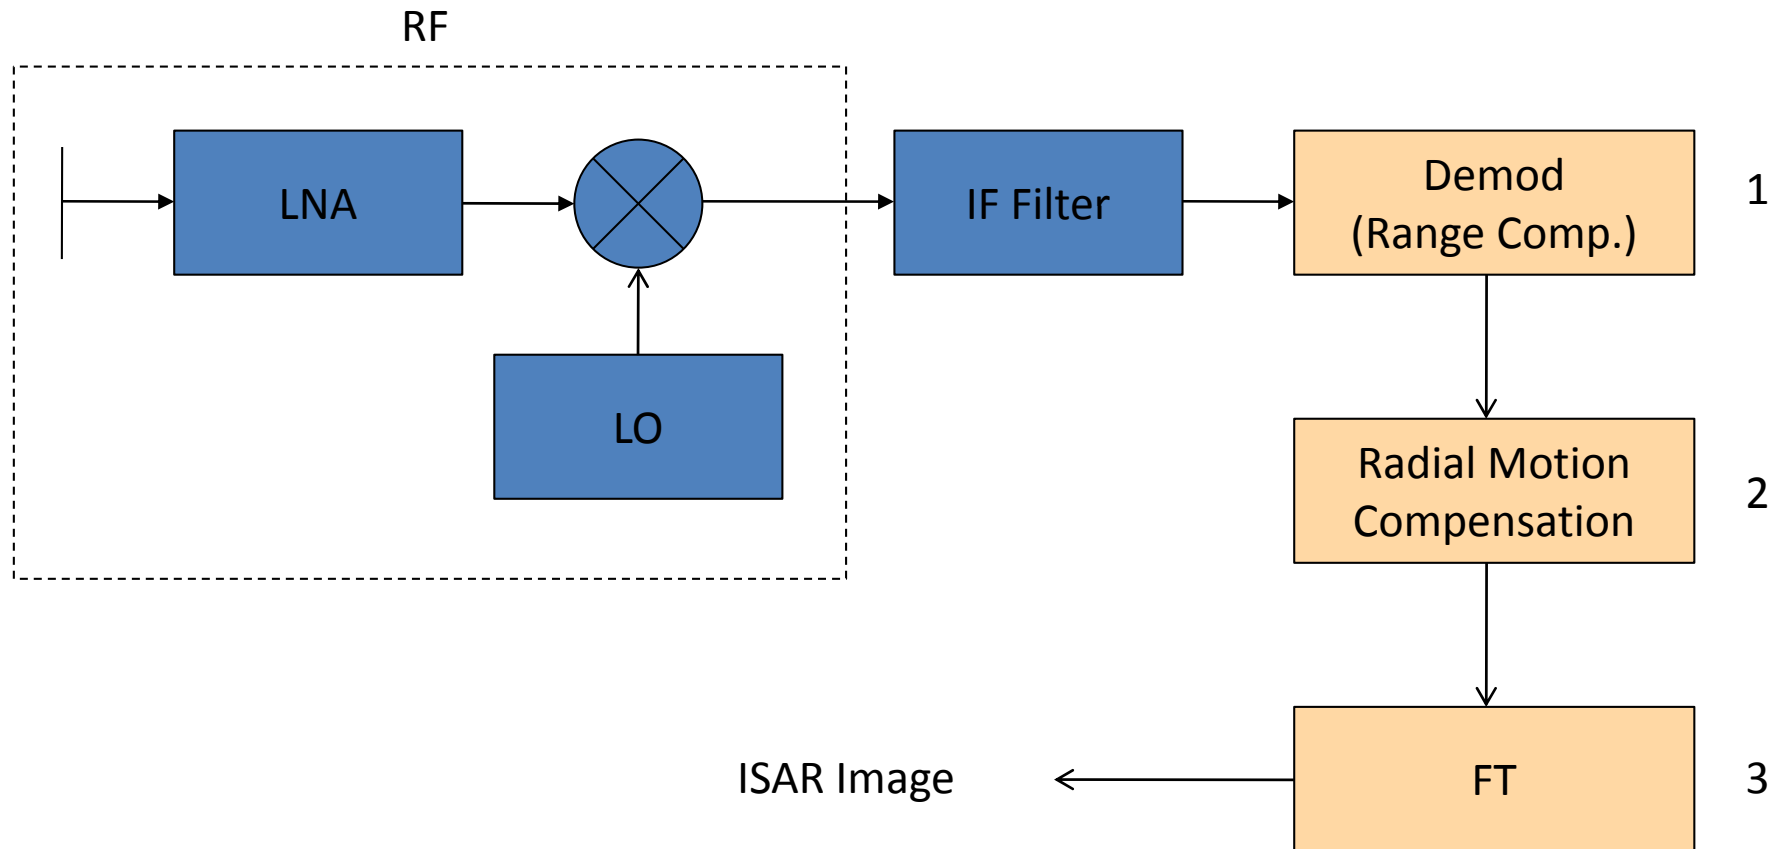 RF
LNA
IF Filter
Demod
(Range Comp.)
1
LO
Radial Motion
Compensation
2
ISAR Image
FT
3